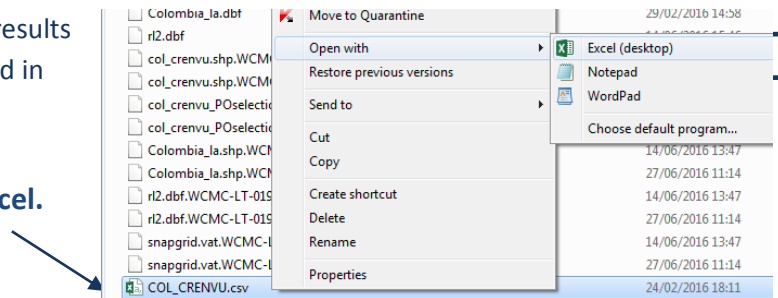 results
d in
cel.
Colombia_la.dbf
rl2.dbf
col_crenvu.shp.WCM
col_crenvu.shp.WCM
col_crenvu_POselectio
col_crenvu_POselectio
Colombia_la.shp.WCM
Colombia_la.shp.WCM
rl2.dbf.WCMC-LT-019
rl2.dbf.WCMC-LT-019
snapgrid.vat.WCMC-L
snapgrid.vat.WCMC-L
COL_CRENVU.csv
Move to Quarantine
Open with
Restore previous versions
Send to
Cut
Copy
Create shortcut
Delete
Rename
Properties
Excel (desktop)
Notepad
WordPad
Choose default program...
29/02/2016 14:58
14/06/2016 13:47
27/06/2016 11:14
14/06/2016 13:47
27/06/2016 11:14
14/06/2016 13:47
27/06/2016 11:14
24/02/2016 18:11